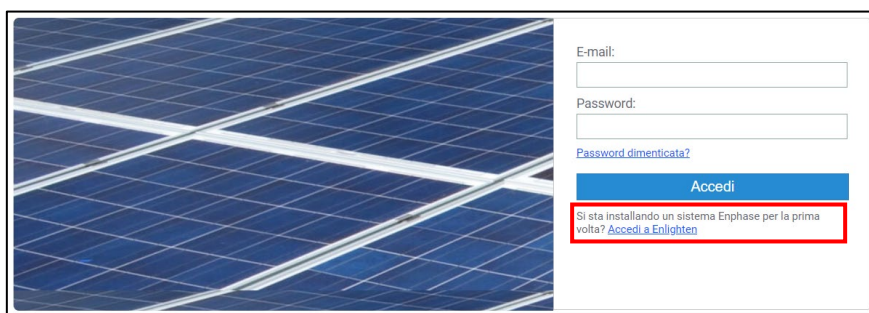 E-mail:
Password:
Password dimenticata?
Accedi
Si sta installando un sistema Enphase per la prima
volta? Accedi a Enlighten